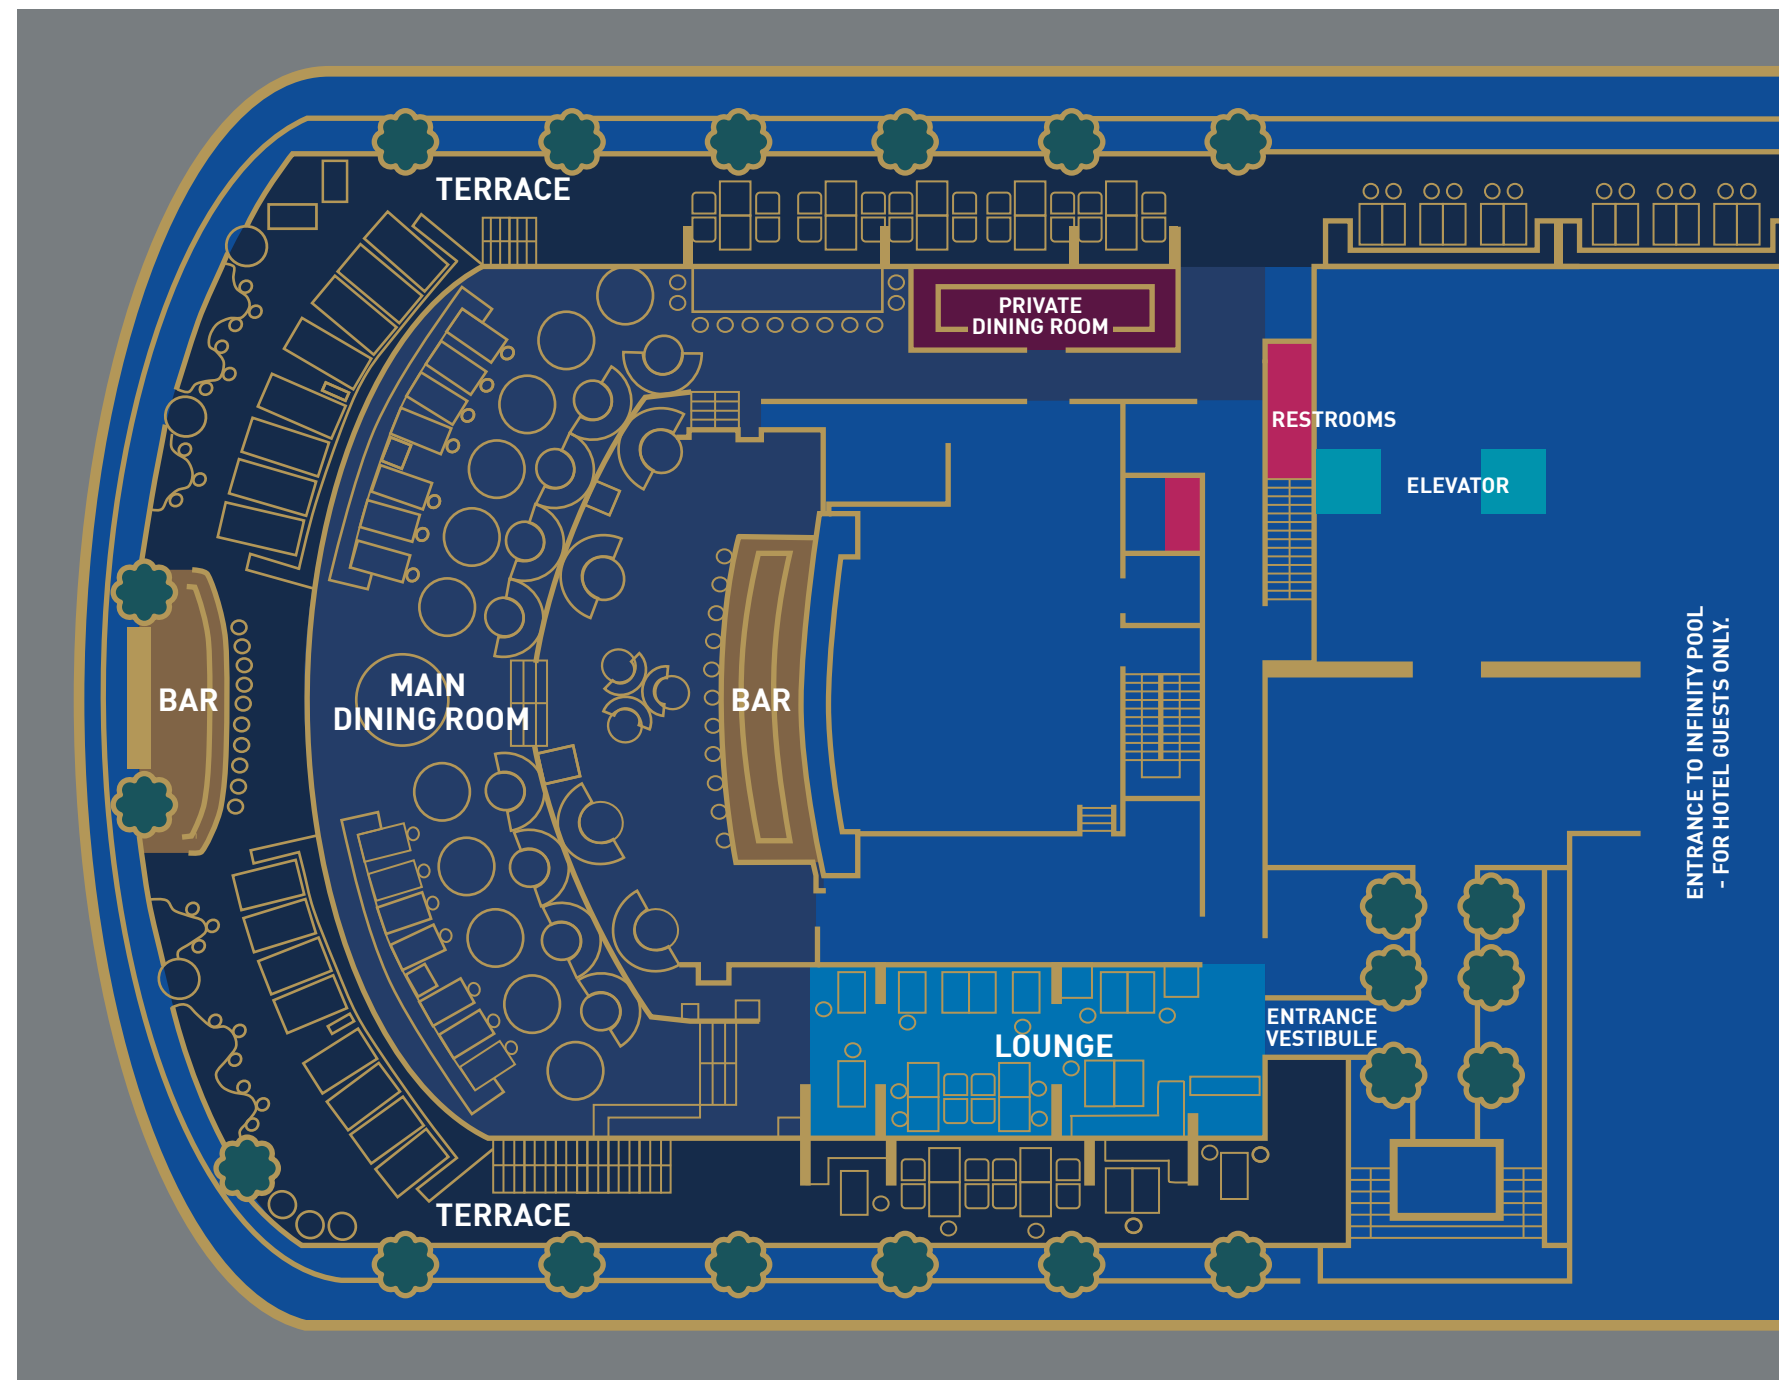 TERRACE
PRIVATE
DINING ROOM
RESTROOMS
ELEVATOR
BAR
MAIN
DINING ROOM
BAR
ENTRANCE TO INFINITY POOL
- FOR HOTEL GUESTS ONLY.
LOUNGE
ENTRANCE
VESTIBULE
TERRACE